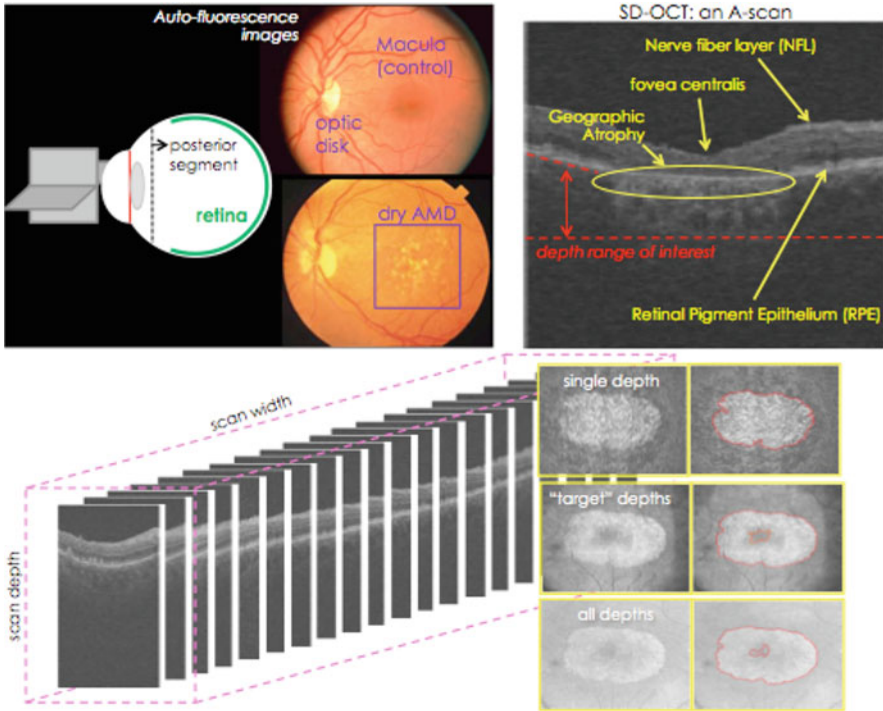 Auto-fluorescence
images
Macula
(control)
optic
disk
posterior
segment
retina
dry AMD
SD-OCT: an A-scan
Nerve fiber layer (NFL)
fovea centralis
Geographic
Atrophy
depth range of interest
Retinal Pigment Epithelium (RPE)
scan width
scan depth
single depth
"target" depths
all depths